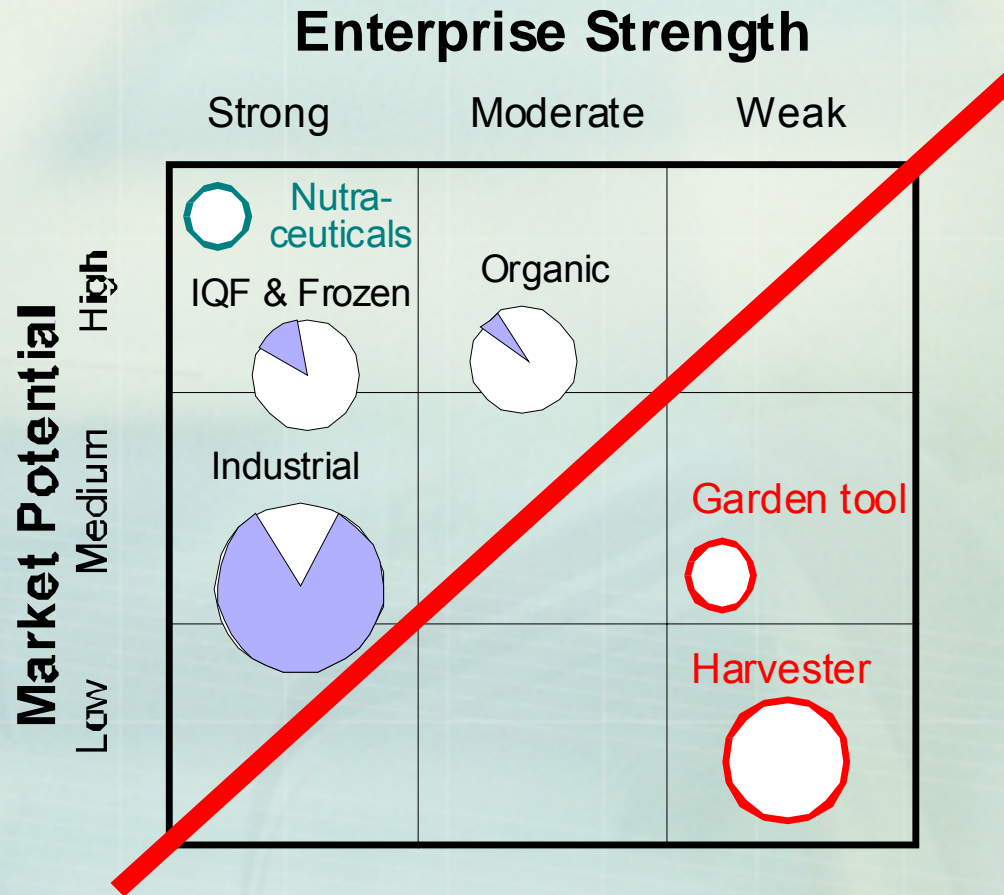 Enterprise Strength
Strong Moderate Weak
Market Potential
High
Medium
Low
Nutra-
ceuticals
IQF & Frozen
Organic
Industrial
Garden tool
Harvester